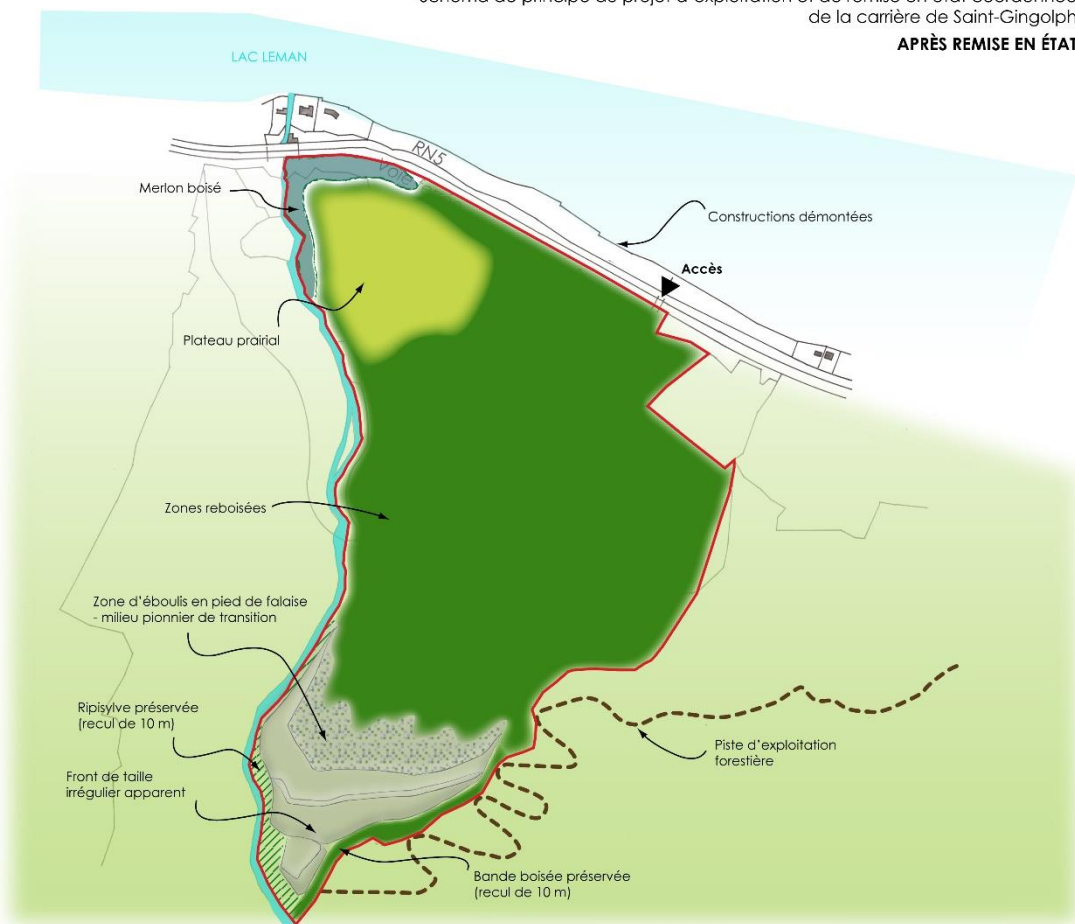 de la carrière de Saint-Gingolph
APRÈS REMISE EN ÉTAT
LAC LEMAN
RN5
Merlon boisé
Constructions démontées
Accès
Plateau prairial
Zones reboisées
Zone d'éboulis en pied de falaise
- milieu pionnier de transition
Ripisylve préservée
(recul de 10 m)
Piste d'exploitation
forestière
Front de taille
irrégulier apparent
Bande boisée préservée
(recul de 10 m)